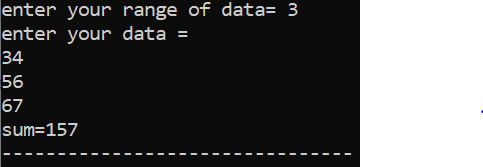 enter your range of data= 3
enter your data =
34
56
67
sum=157
--------------------------------